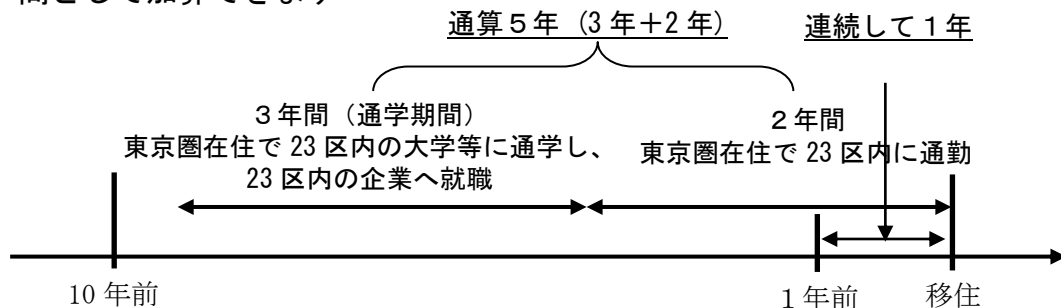 間として加算できます
通算５年（3 年＋2 年）
連続して１年
３年間（通学期間）
東京圏在住で 23 区内の大学等に通学し、
23 区内の企業へ就職
２年間
東京圏在住で 23 区内に通勤
10 年前
１年前
移住